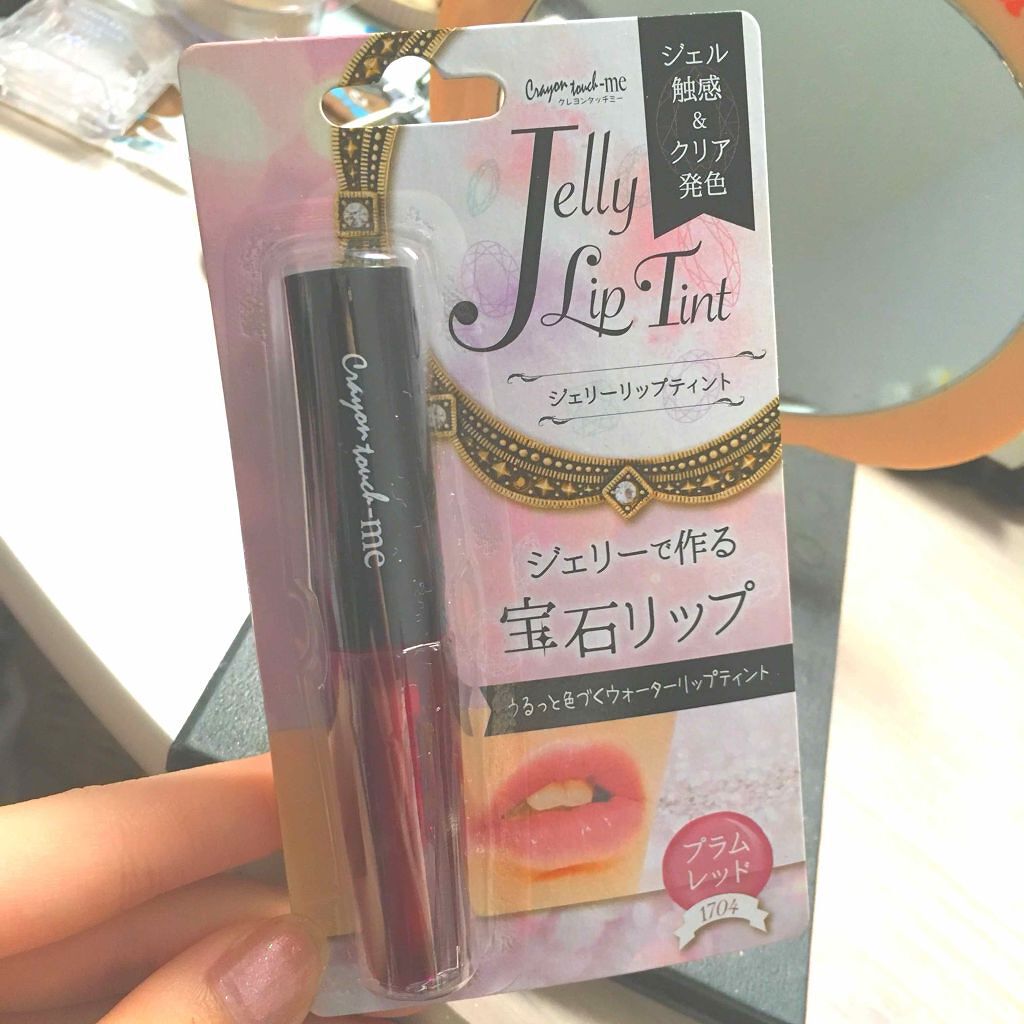 Crayon touch-me
クレヨンタッチミー
ジェル
触感
&
クリア
発色
Jelly
Lip Tint
ジェリーリップティント
Crayon touch-me
ジェリーで作る
宝石リップ
うるっと色づくウォーターリップティント
プラム
レッド
1704